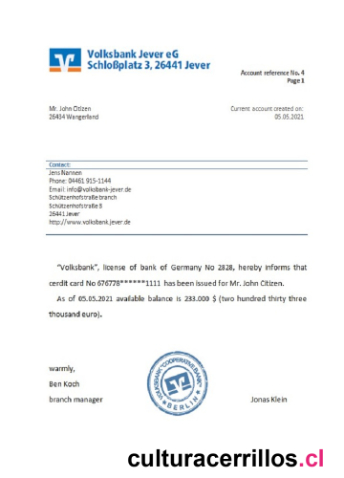 Volksbank Jever eG
Schloßplatz 3, 26441 Jever
Account reference No. 4
Page 1
Mr. John Citizen
26434 Wangerland
Current account created on:
05.05.2021
Contact:
Jens Nansen
Phone: 04461 915-1144
Email: info@volksbank-jever.de
Schützenhofstraße branch
Schützenhofstraße 9
26441 Jever
http://www.volksbank.jever.de
"Volksbank", license of bank of Germany No 2828, hereby informs that
cerdit card No 676778******1111 has been issued for Mr. John Citizen.
As of 05.05.2021 available balance is 233.000 $ (two hundred thirty three
thousand euro).
warmly,
Ben Koch
branch manager
VOLKSBANK "COOPERATIVE BANK"
BERLIN
Jonas Klein
culturacerrillos.cl